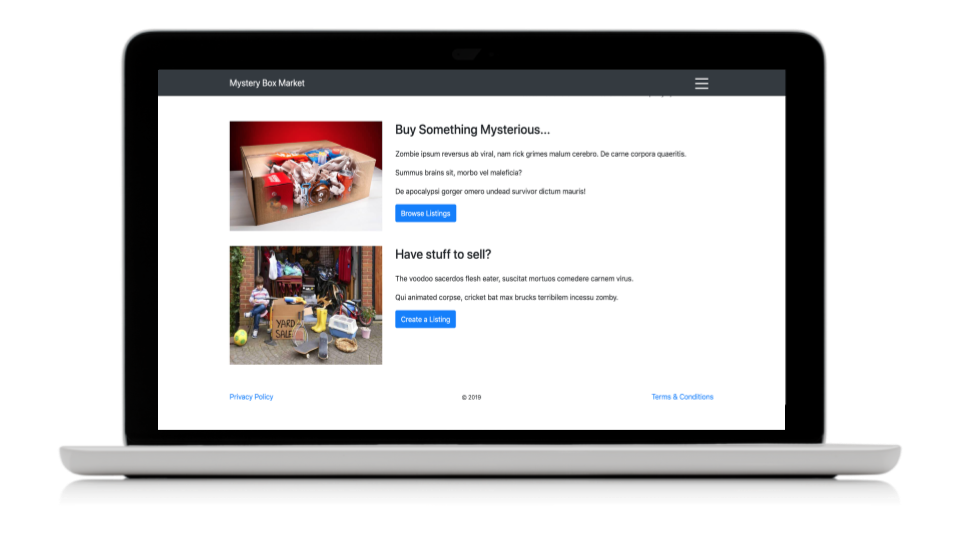 Mystery Box Market
Buy Something Mysterious...
Zombie ipsum reversus ab viral, nam rick grimes malum cerebro. De carne corpora quaeritis.
Summus brains sit, morbo vel maleficia?
De apocalypsi gorger omero undead survivor dictum mauris!
Browse Listings
Have stuff to sell?
The voodoo sacerdos flesh eater, suscitat mortuos comedere carnem virus.
Qui animated corpse, cricket bat max brucks terribilem incessu zomby.
YARD
SALE
Create a Listing
Privacy Policy
© 2019
Terms & Conditions